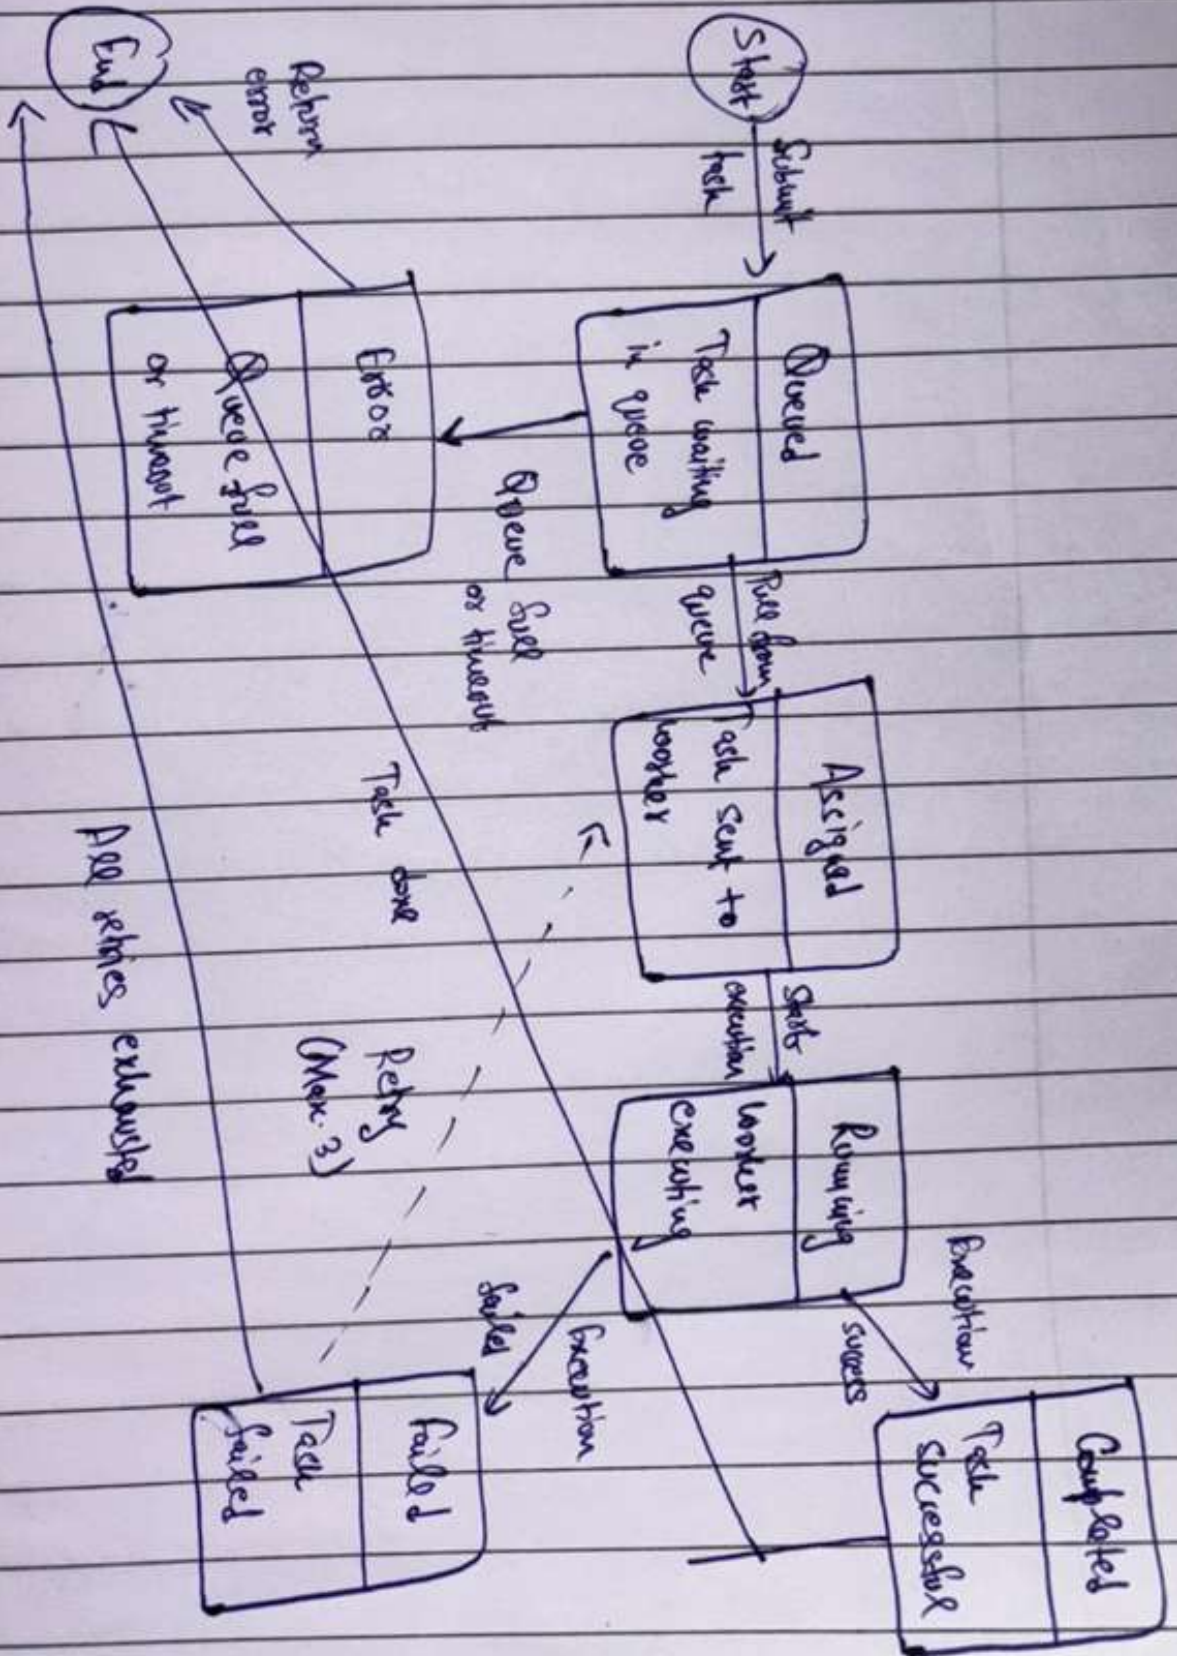 Start
Submit
task
Queued
Task waiting
in queue
Pull from
queue
Assigned
Task sent to
worker
Start
execution
Running
worker
executing
Execution
success
Completed
Task
successful
Queue full
or timeout
Execution
failed
Return
error
End
Error
Queue full
or timeout
Task done
Retry
(Max. 3)
Failed
Task
failed
All retries exhausted